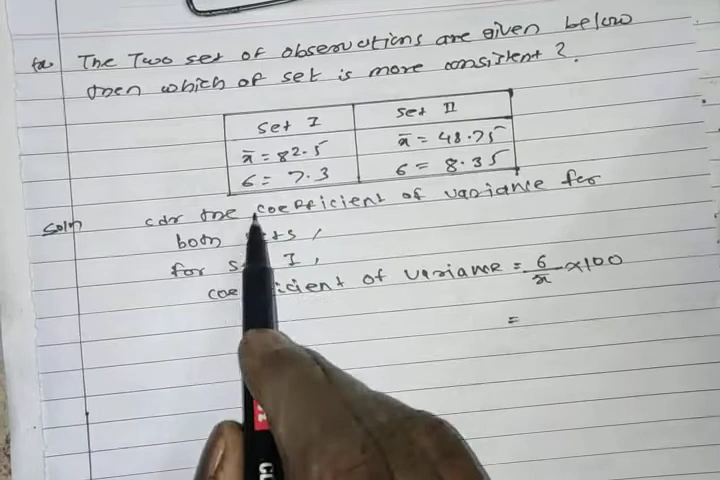 Ex The Two set of observations are given below
then which of set is more consistent ?
Set I Set II
x̄ = 82.5 x̄ = 48.75
σ = 7.3 σ = 8.35
Soln cdr the coefficient of variance for
both
for I,
of variance = σ/x̄ ×100
=